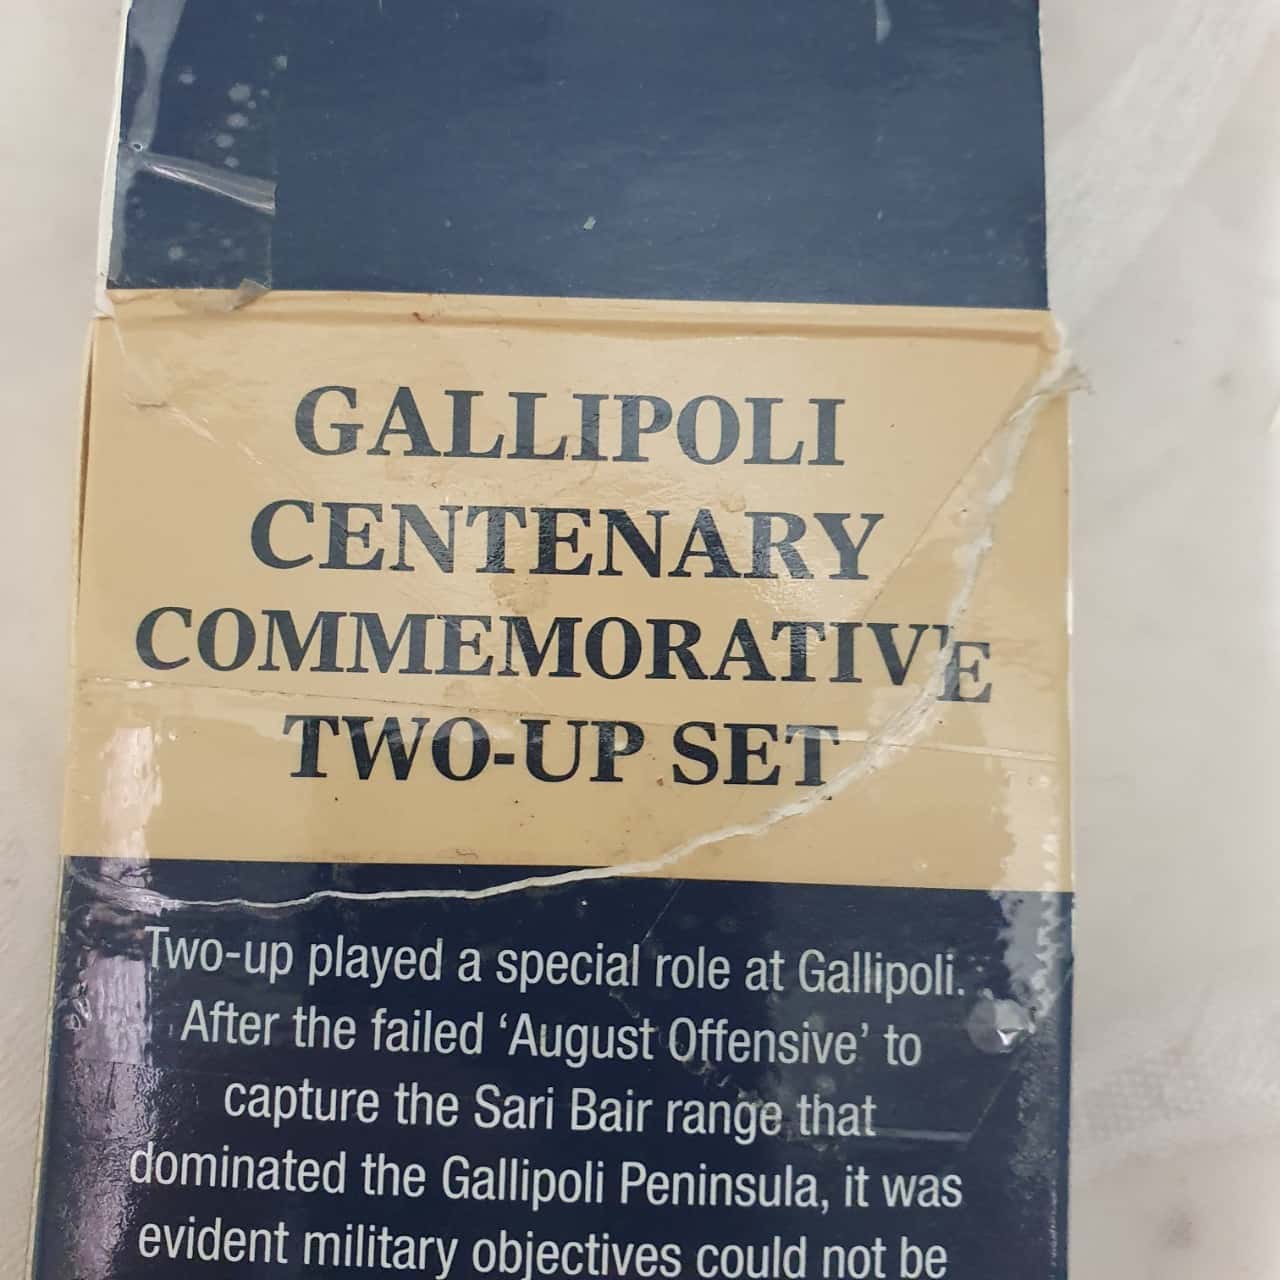 GALLIPOLI
CENTENARY
COMMEMORATIVE
TWO-UP SET
Two-up played a special role at Gallipoli.
After the failed ‘August Offensive’ to
capture the Sari Bair range that
dominated the Gallipoli Peninsula, it was
evident military objectives could not be